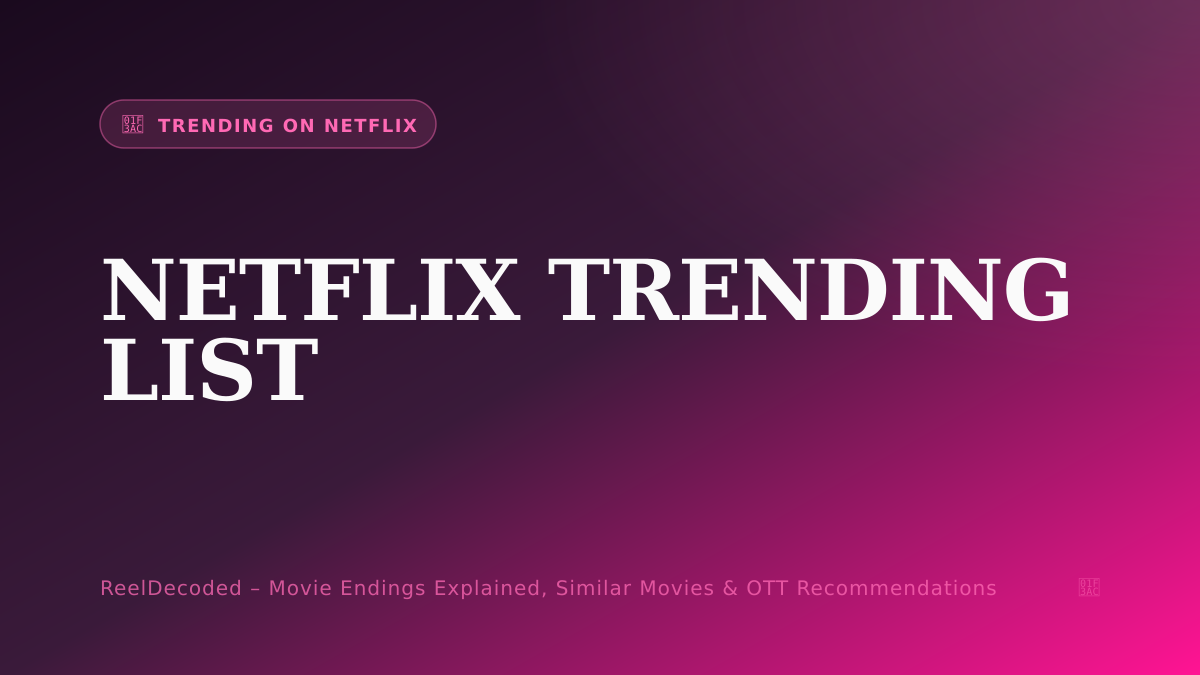 TRENDING ON NETFLIX
NETFLIX TRENDING
LIST
ReelDecoded – Movie Endings Explained, Similar Movies & OTT Recommendations